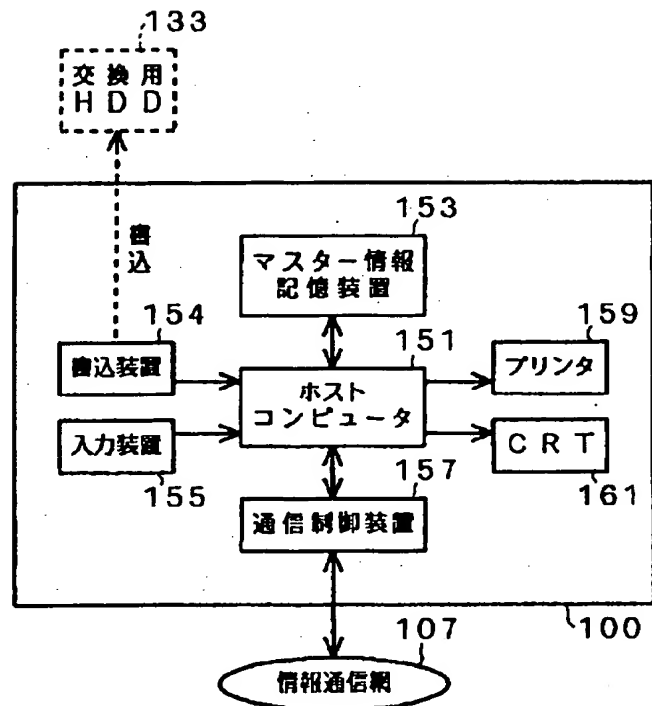 133
交換用
HDD
書込
153
マスター情報
記憶装置
154
書込装置
151
ホスト
コンピュータ
159
プリンタ
入力装置
155
157
通信制御装置
CRT
161
100
107
情報通信網